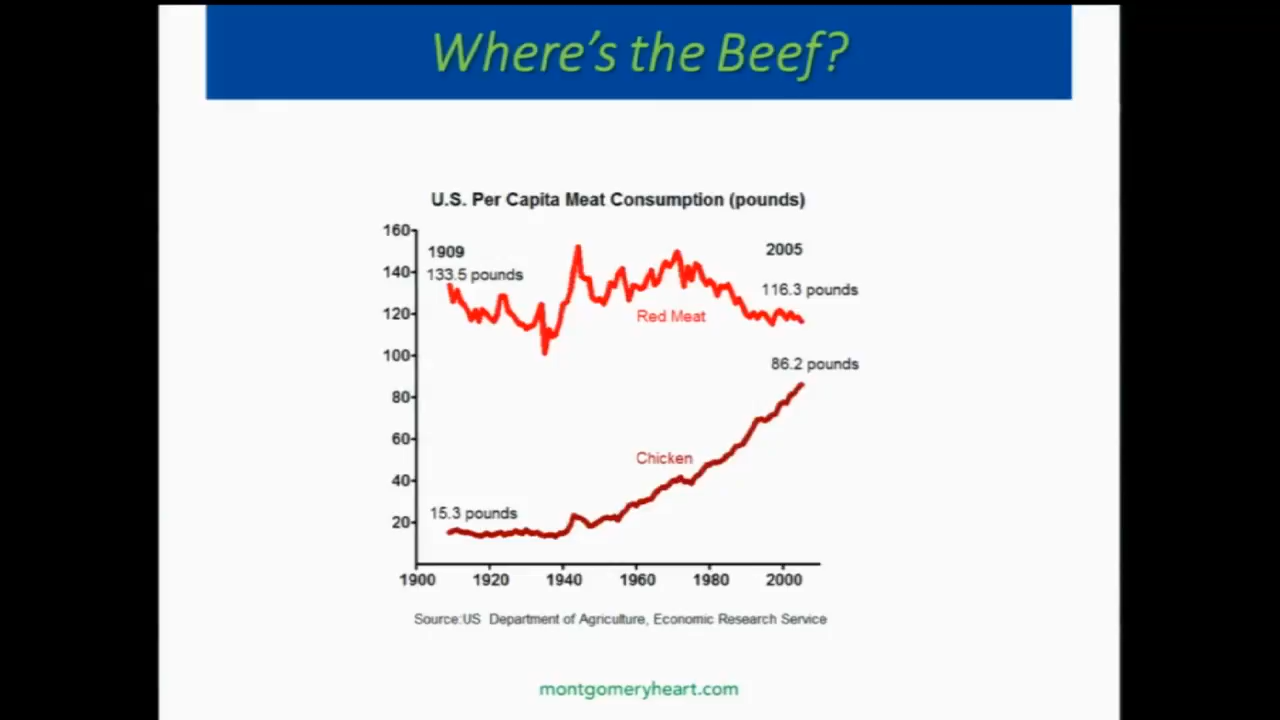 Where's the Beef?
U.S. Per Capita Meat Consumption (pounds)
160
1909
2005
140
133.5 pounds
116.3 pounds
120
Red Meat
100
86.2 pounds
80
60
Chicken
40
15.3 pounds
20
1900 1920 1940 1960 1980 2000
Source:US Department of Agriculture, Economic Research Service
montgomeryheart.com